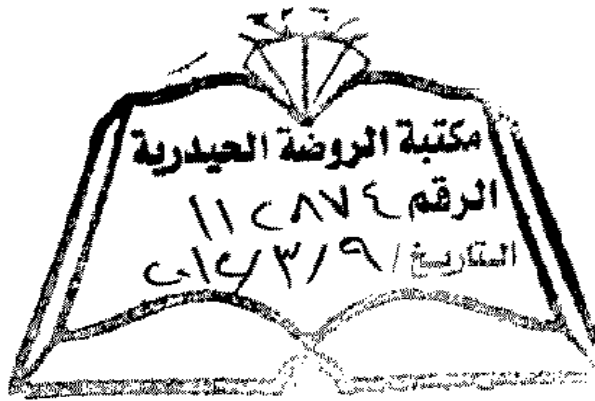 مكتبة الروضة الحيدرية
الرقم ١١٢٨٧٤
التاريخ / ٩ / ٣ / ٢٠١٢